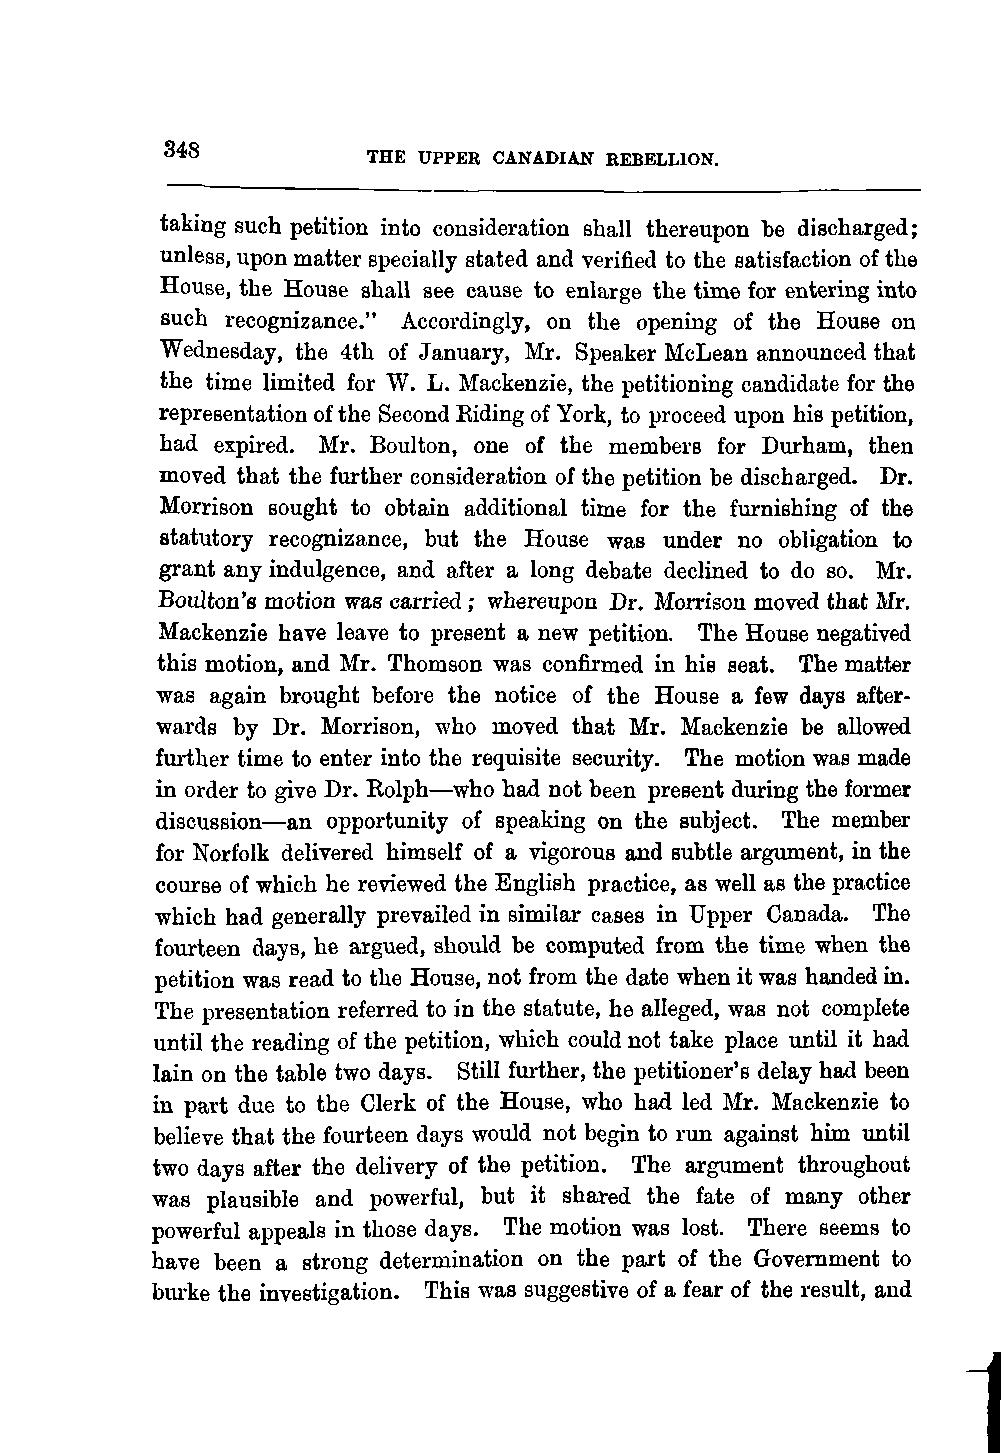 348
THE UPPER CANADIAN REBELLION.
taking such petition into consideration shall thereupon be discharged;
unless, upon matter specially stated and verified to the satisfaction of the
House, the House shall see cause to enlarge the time for entering into
such recognizance." Accordingly, on the opening of the House on
Wednesday, the 4th of January, Mr. Speaker McLean announced that
the time limited for W. L. Mackenzie, the petitioning candidate for the
representation of the Second Riding of York, to proceed upon his petition,
had expired. Mr. Boulton, one of the members for Durham, then
moved that the further consideration of the petition be discharged. Dr.
Morrison sought to obtain additional time for the furnishing of the
statutory recognizance, but the House was under no obligation to
grant any indulgence, and after a long debate declined to do so. Mr.
Boulton's motion was carried; whereupon Dr. Morrison moved that Mr.
Mackenzie have leave to present a new petition. The House negatived
this motion, and Mr. Thomson was confirmed in his seat. The matter
was again brought before the notice of the House a few days after-
wards by Dr. Morrison, who moved that Mr. Mackenzie be allowed
further time to enter into the requisite security. The motion was made
in order to give Dr. Rolph—who had not been present during the former
discussion—an opportunity of speaking on the subject. The member
for Norfolk delivered himself of a vigorous and subtle argument, in the
course of which he reviewed the English practice, as well as the practice
which had generally prevailed in similar cases in Upper Canada. The
fourteen days, he argued, should be computed from the time when the
petition was read to the House, not from the date when it was handed in.
The presentation referred to in the statute, he alleged, was not complete
until the reading of the petition, which could not take place until it had
lain on the table two days. Still further, the petitioner's delay had been
in part due to the Clerk of the House, who had led Mr. Mackenzie to
believe that the fourteen days would not begin to run against him until
two days after the delivery of the petition. The argument throughout
was plausible and powerful, but it shared the fate of many other
powerful appeals in those days. The motion was lost. There seems to
have been a strong determination on the part of the Government to
burke the investigation. This was suggestive of a fear of the result, and